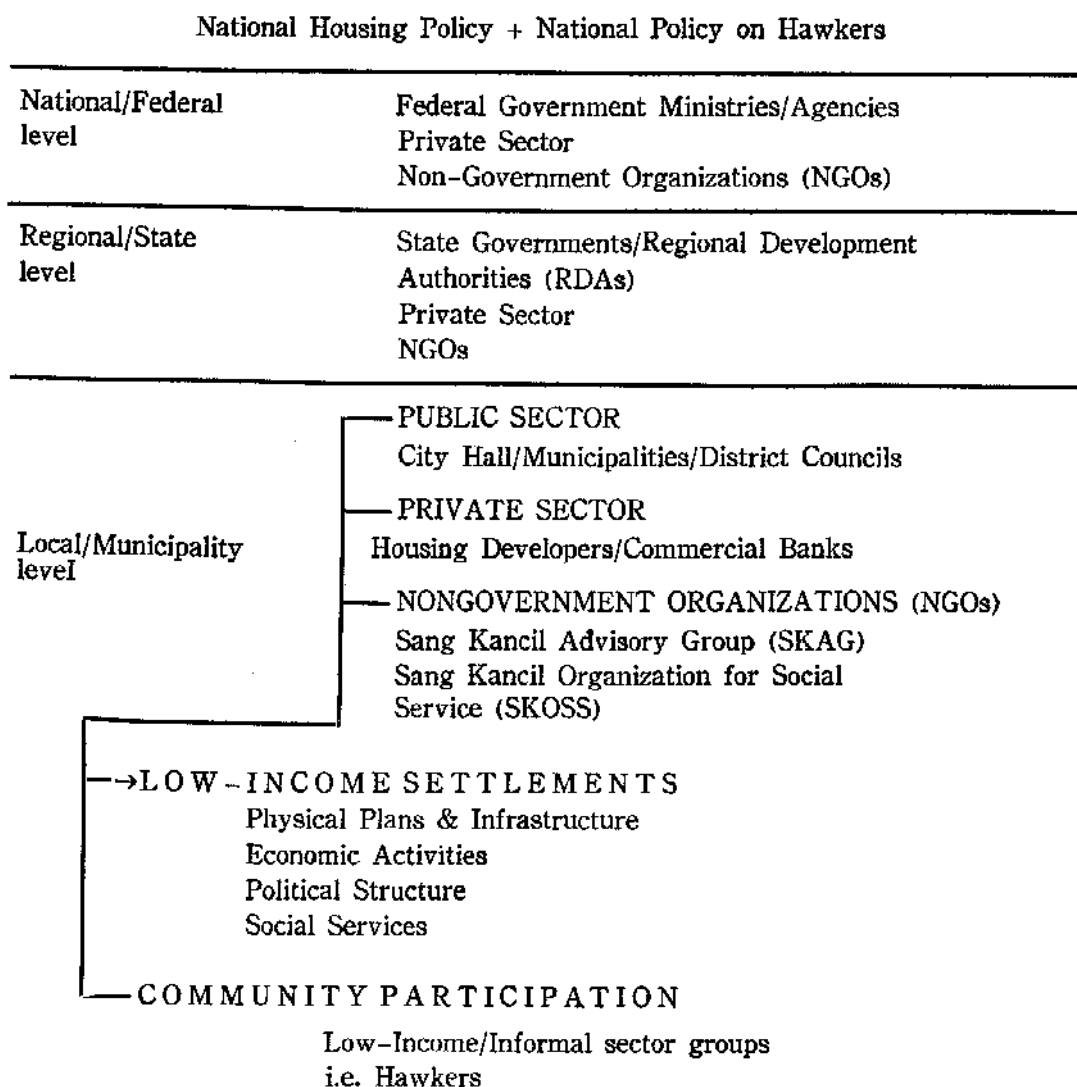 National Housing Policy + National Policy on Hawkers
National/Federal level
Federal Government Ministries/Agencies
Private Sector
Non-Government Organizations (NGOs)
Regional/State level
State Governments/Regional Development
Authorities (RDAs)
Private Sector
NGOs
Local/Municipality level
PUBLIC SECTOR
City Hall/Municipalities/District Councils
PRIVATE SECTOR
Housing Developers/Commercial Banks
NONGOVERNMENT ORGANIZATIONS (NGOs)
Sang Kancil Advisory Group (SKAG)
Sang Kancil Organization for Social
Service (SKOSS)
→LOW-INCOME SETTLEMENTS
Physical Plans & Infrastructure
Economic Activities
Political Structure
Social Services
COMMUNITY PARTICIPATION
Low-Income/Informal sector groups
i.e. Hawkers